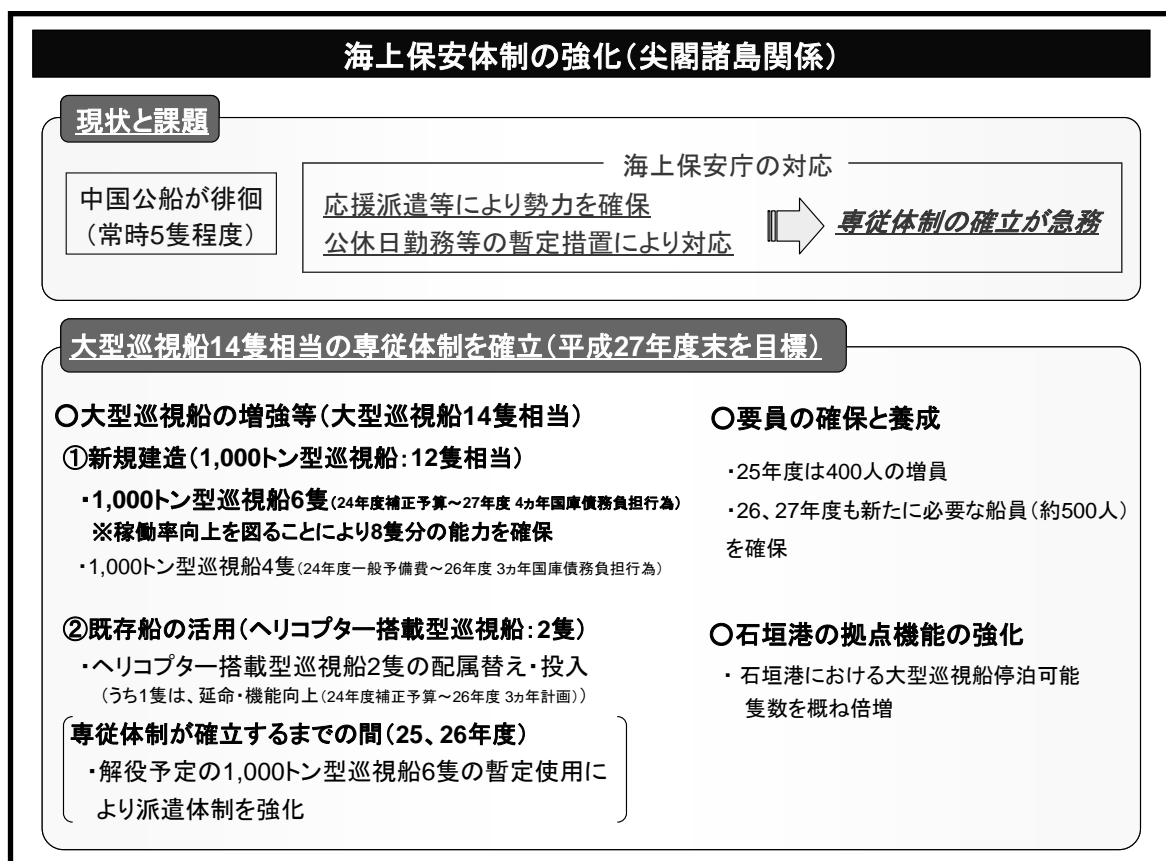 海上保安体制の強化(尖閣諸島関係)
現状と課題
中国公船が徘徊
(常時5隻程度)
海上保安庁の対応
応援派遣等により勢力を確保
公休日勤務等の暫定措置により対応
専従体制の確立が急務
大型巡視船14隻相当の専従体制を確立(平成27年度末を目標)
○大型巡視船の増強等(大型巡視船14隻相当)
①新規建造(1,000トン型巡視船:12隻相当)
・1,000トン型巡視船6隻(24年度補正予算~27年度 4ヵ年国庫債務負担行為)
※稼働率向上を図ることにより8隻分の能力を確保
・1,000トン型巡視船4隻(24年度一般予備費~26年度 3ヵ年国庫債務負担行為)
②既存船の活用(ヘリコプター搭載型巡視船:2隻)
・ヘリコプター搭載型巡視船2隻の配属替え・投入
(うち1隻は、延命・機能向上(24年度補正予算~26年度 3ヵ年計画))
専従体制が確立するまでの間(25、26年度)
・解役予定の1,000トン型巡視船6隻の暫定使用に
より派遣体制を強化
○要員の確保と養成
・25年度は400人の増員
・26、27年度も新たに必要な船員(約500人)
を確保
○石垣港の拠点機能の強化
・ 石垣港における大型巡視船停泊可能
隻数を概ね倍増